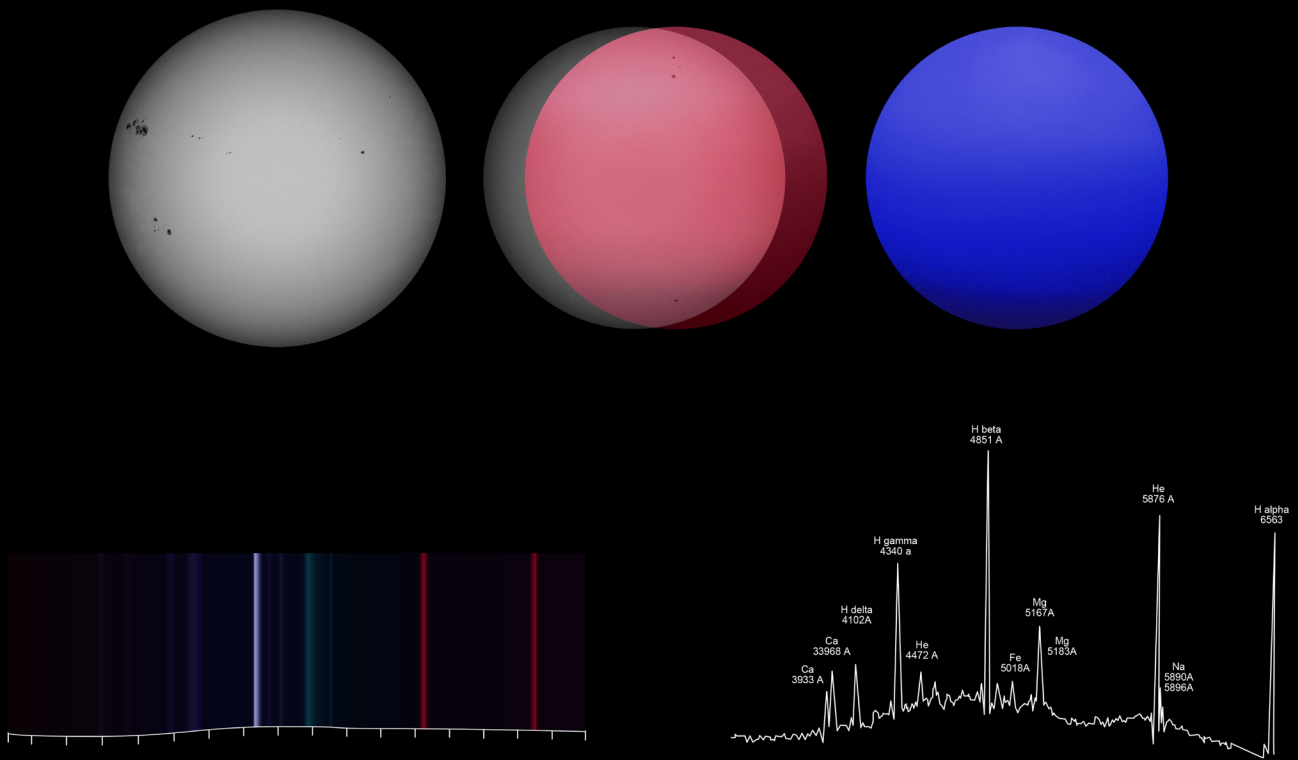 H beta
4851 A
He
5876 A
H alpha
6563
H gamma
4340 a
H delta
4102A
Mg
5167A
Ca
33968 A
He
4472 A
Mg
5183A
Fe
5018A
Ca
3933 A
Na
5890A
5896A